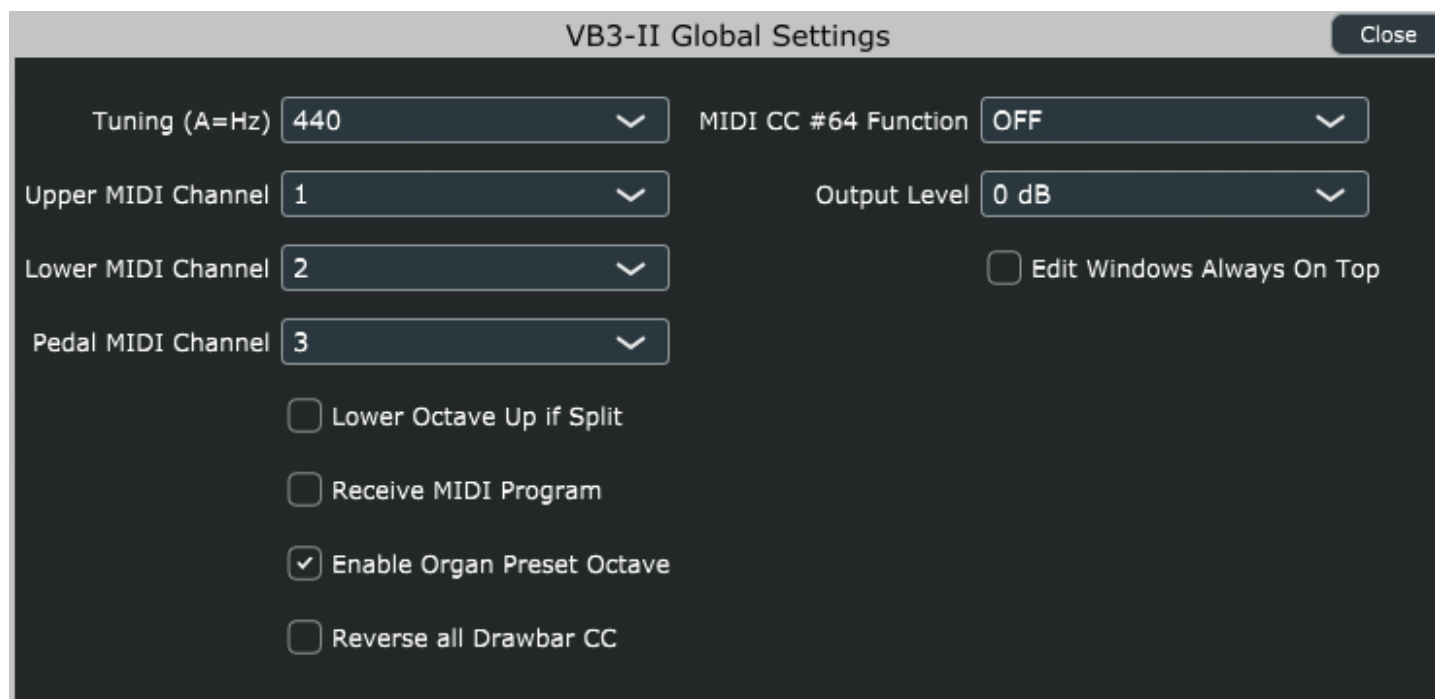 VB3-II Global Settings
Close
Tuning (A=Hz) 440
MIDI CC #64 Function OFF
Upper MIDI Channel 1
Output Level 0 dB
Lower MIDI Channel 2
Edit Windows Always On Top
Pedal MIDI Channel 3
Lower Octave Up if Split
Receive MIDI Program
Enable Organ Preset Octave
Reverse all Drawbar CC